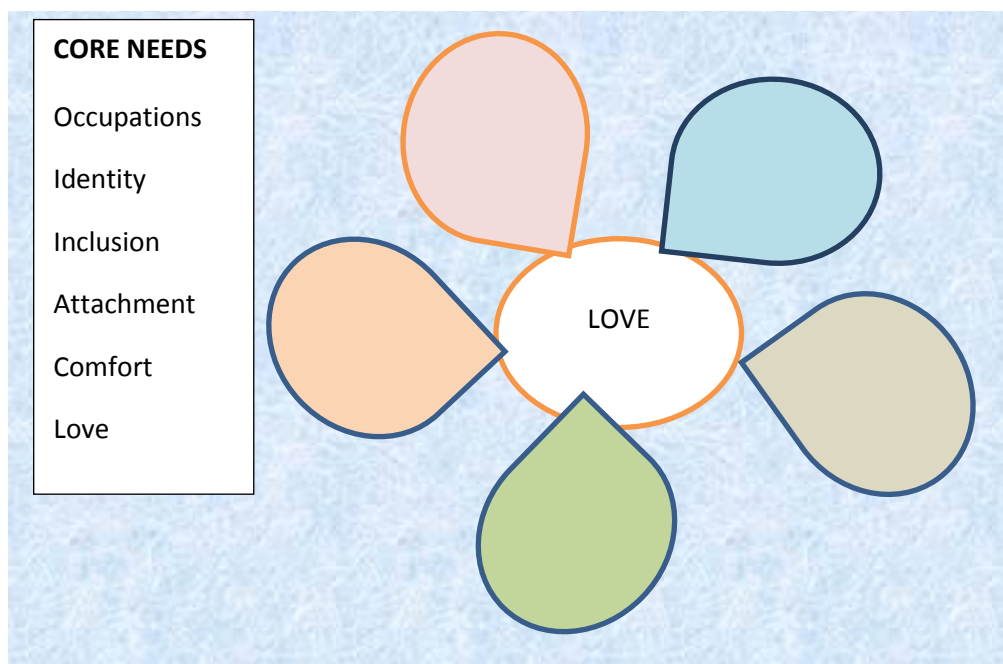 CORE NEEDS
Occupations
Identity
Inclusion
Attachment
Comfort
Love
LOVE